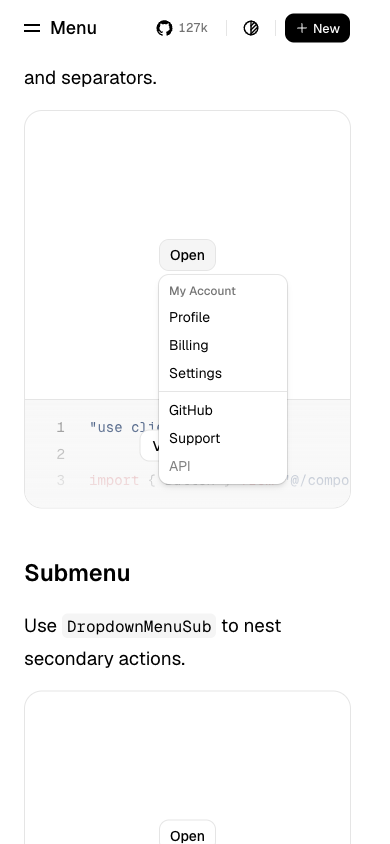 Menu
127k
New
and separators.
Open
My Account
Profile
Billing
Settings
GitHub
Support
API
1 "use
2
3 import { "@/compo
Submenu
Use DropdownMenuSub to nest
secondary actions.
Open